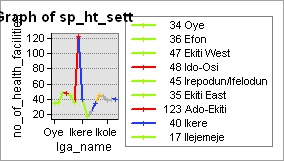 Graph of sp_ht_sett
no_of_health_facilities
120
100
80
60
40
20
Oye Ikere Ikole
lga_name
34 Oye
36 Efon
47 Ekiti West
48 Ido-Osi
45 Irepodun/Ifelodun
35 Ekiti East
123 Ado-Ekiti
40 Ikere
17 Ilejemeje